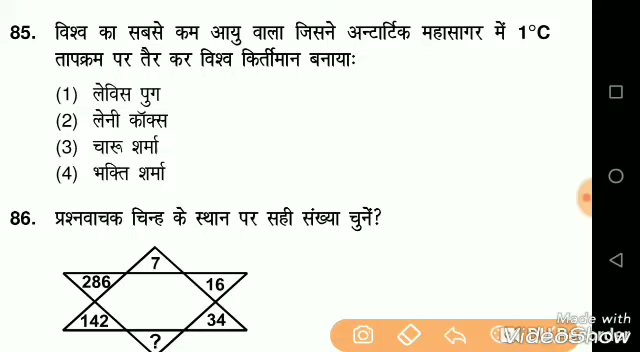 85. विश्व का सबसे कम आयु वाला जिसने अन्टार्टिक महासागर में 1°C
तापक्रम पर तैर कर विश्व किर्तीमान बनायाः
(1) लेविस पुग
(2) लेनी कॉक्स
(3) चारू शर्मा
(4) भक्ति शर्मा
86. प्रश्नवाचक चिन्ह के स्थान पर सही संख्या चुनें?
7
286
16
142
34
?
Made with
VideoShow